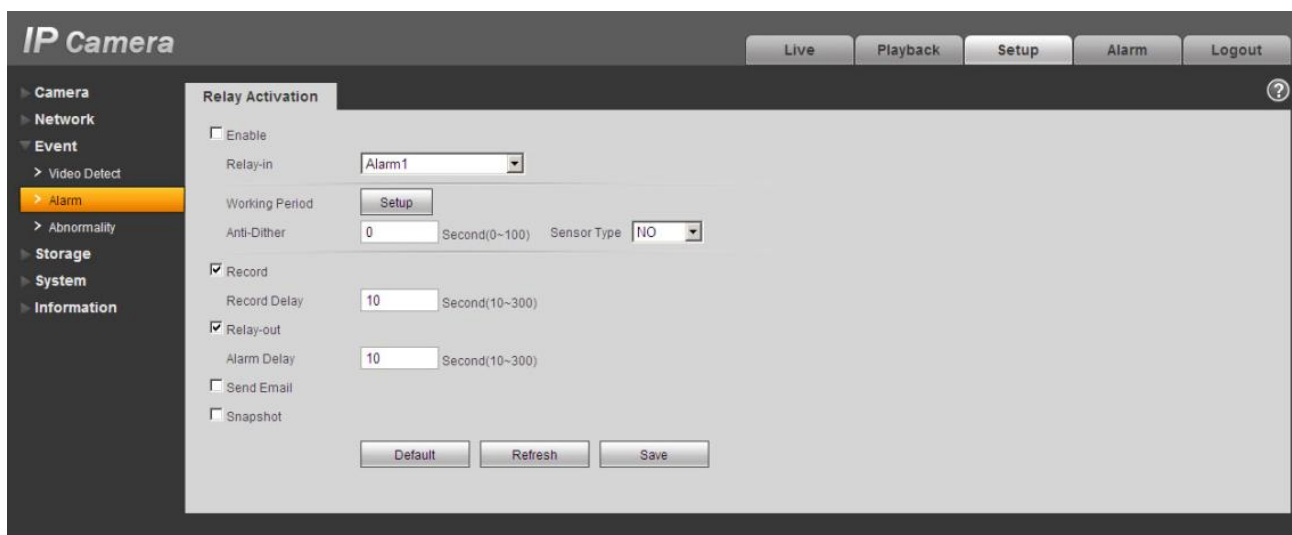 IP Camera
Live Playback Setup Alarm Logout
Camera
Network
Event
> Video Detect
> Alarm
> Abnormality
Storage
System
Information
Relay Activation
?
Enable
Relay-in Alarm1
Working Period Setup
Anti-Dither 0 Second(0~100) Sensor Type NO
Record
Record Delay 10 Second(10~300)
Relay-out
Alarm Delay 10 Second(10~300)
Send Email
Snapshot
Default Refresh Save